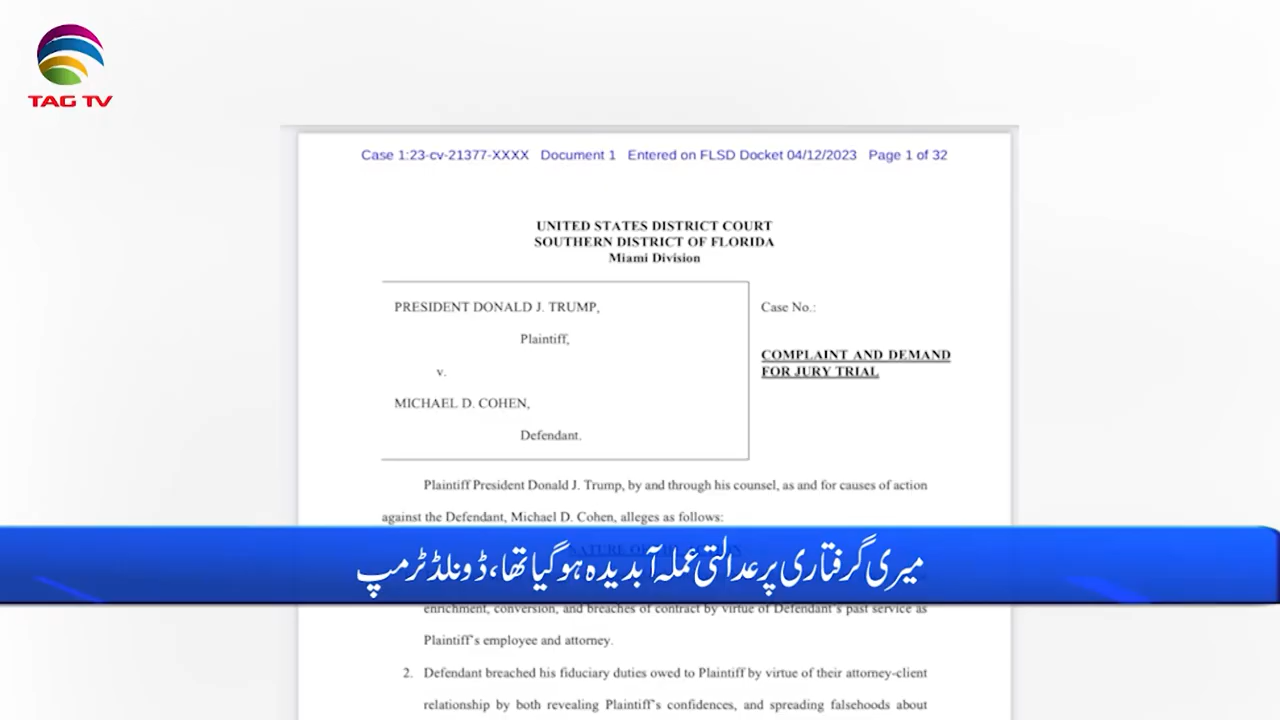 TAG TV
Case 1:23-cv-21377-XXXX Document 1 Entered on FLSD Docket 04/12/2023 Page 1 of 32
UNITED STATES DISTRICT COURT
SOUTHERN DISTRICT OF FLORIDA
Miami Division
PRESIDENT DONALD J. TRUMP,
Plaintiff,
v.
MICHAEL D. COHEN,
Defendant.
Case No.:
COMPLAINT AND DEMAND
FOR JURY TRIAL
Plaintiff President Donald J. Trump, by and through his counsel, as and for causes of action
against the Defendant, Michael D. Cohen, alleges as follows:
میری گرفتاری پر عدالتی عملہ آبدیدہ ہو گیا تھا، ڈونلڈ ٹرمپ
enrichment, conversion, and breaches of contract by virtue of Defendant's past service as
Plaintiff's employee and attorney.
2. Defendant breached his fiduciary duties owed to Plaintiff by virtue of their attorney-client
relationship by both revealing Plaintiff's confidences, and spreading falsehoods about